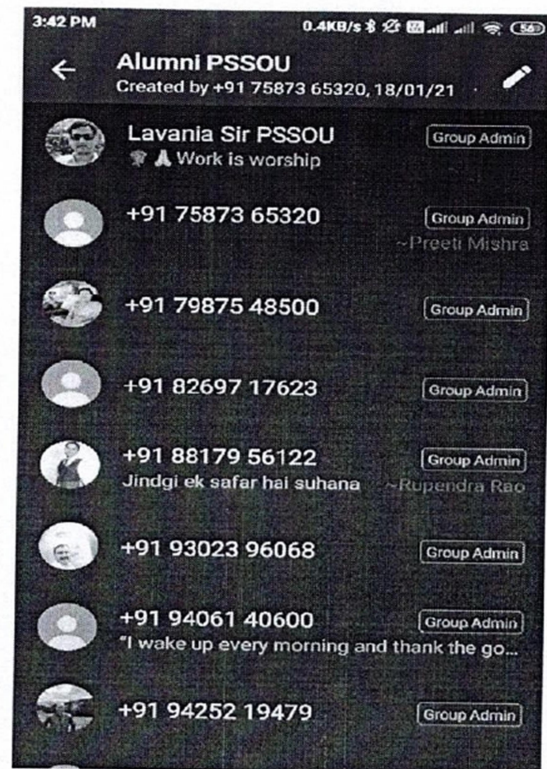 3:42 PM 0.4KB/s 56
Alumni PSSOU
Created by +91 75873 65320, 18/01/21 ·
Lavania Sir PSSOU Group Admin
Work is worship
+91 75873 65320 Group Admin
~Preeti Mishra
+91 79875 48500 Group Admin
+91 82697 17623 Group Admin
+91 88179 56122 Group Admin
Jindgi ek safar hai suhana ~Rupendra Rao
+91 93023 96068 Group Admin
+91 94061 40600 Group Admin
"I wake up every morning and thank the go...
+91 94252 19479 Group Admin